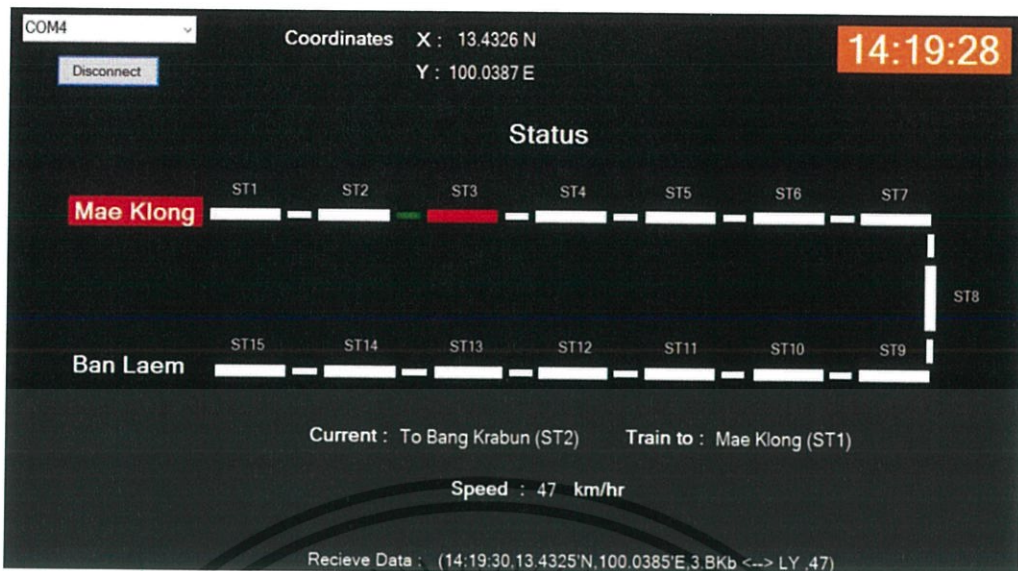 COM4
Disconnect
Coordinates X : 13.4326 N
Y : 100.0387 E
14:19:28
Status
ST1 ST2 ST3 ST4 ST5 ST6 ST7
Mae Klong
ST8
ST15 ST14 ST13 ST12 ST11 ST10 ST9
Ban Laem
Current : To Bang Krabun (ST2) Train to : Mae Klong (ST1)
Speed : 47 km/hr
Recieve Data : (14:19:30,13.4325'N,100.0385'E,3.BKb <--> LY ,47)